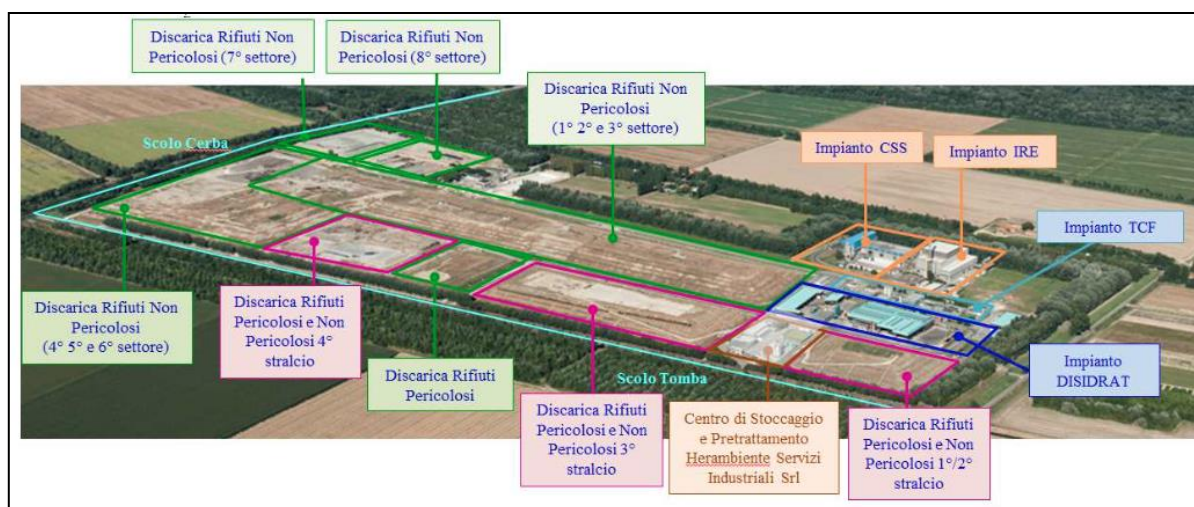 Discarica Rifiuti Non
Pericolosi (7° settore)
Discarica Rifiuti Non
Pericolosi (8° settore)
Discarica Rifiuti Non
Pericolosi
(1° 2° e 3° settore)
Scolo Cerba
Impianto CSS
Impianto IRE
Impianto TCF
Discarica Rifiuti Non
Pericolosi
(4° 5° e 6° settore)
Discarica Rifiuti
Pericolosi e Non
Pericolosi 4°
stralcio
Discarica Rifiuti
Pericolosi
Scolo Tomba
Discarica Rifiuti
Pericolosi e Non
Pericolosi 3°
stralcio
Centro di Stoccaggio
e Pretrattamento
Herambiente Servizi
Industriali Srl
Discarica Rifiuti
Pericolosi e Non
Pericolosi 1°/2°
stralcio
Impianto
DISIDRAT